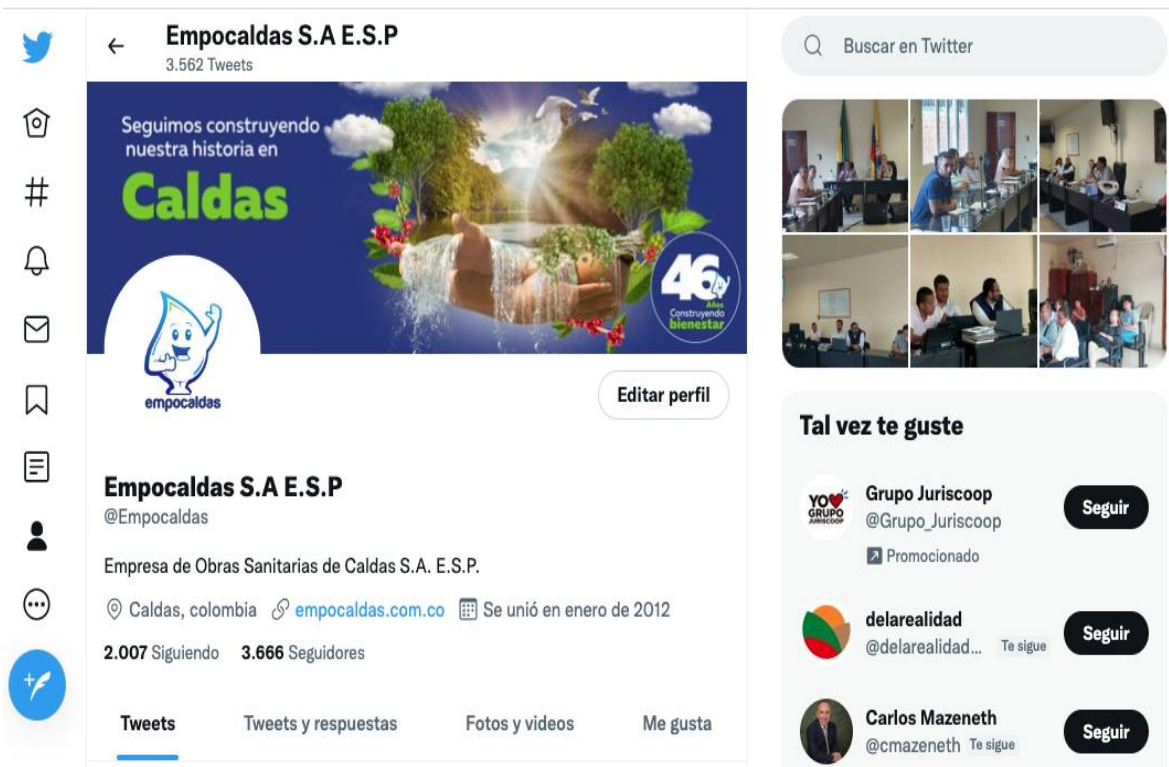 Empocaldas S.A E.S.P
3.562 Tweets
Seguimos construyendo
nuestra historia en
Caldas
46
Años
Construyendo
bienestar
empocaldas
Editar perfil
Empocaldas S.A E.S.P
@Empocaldas
Empresa de Obras Sanitarias de Caldas S.A. E.S.P.
Caldas, colombia empocaldas.com.co Se unió en enero de 2012
2.007 Siguiendo 3.666 Seguidores
Tweets Tweets y respuestas Fotos y videos Me gusta
Buscar en Twitter
Tal vez te guste
YO
GRUPO
JURISCOOP
Grupo Juriscoop
@Grupo_Juriscoop
Promocionado
Seguir
delarealidad
@delarealidad... Te sigue
Seguir
Carlos Mazeneth
@cmazeneth Te sigue
Seguir